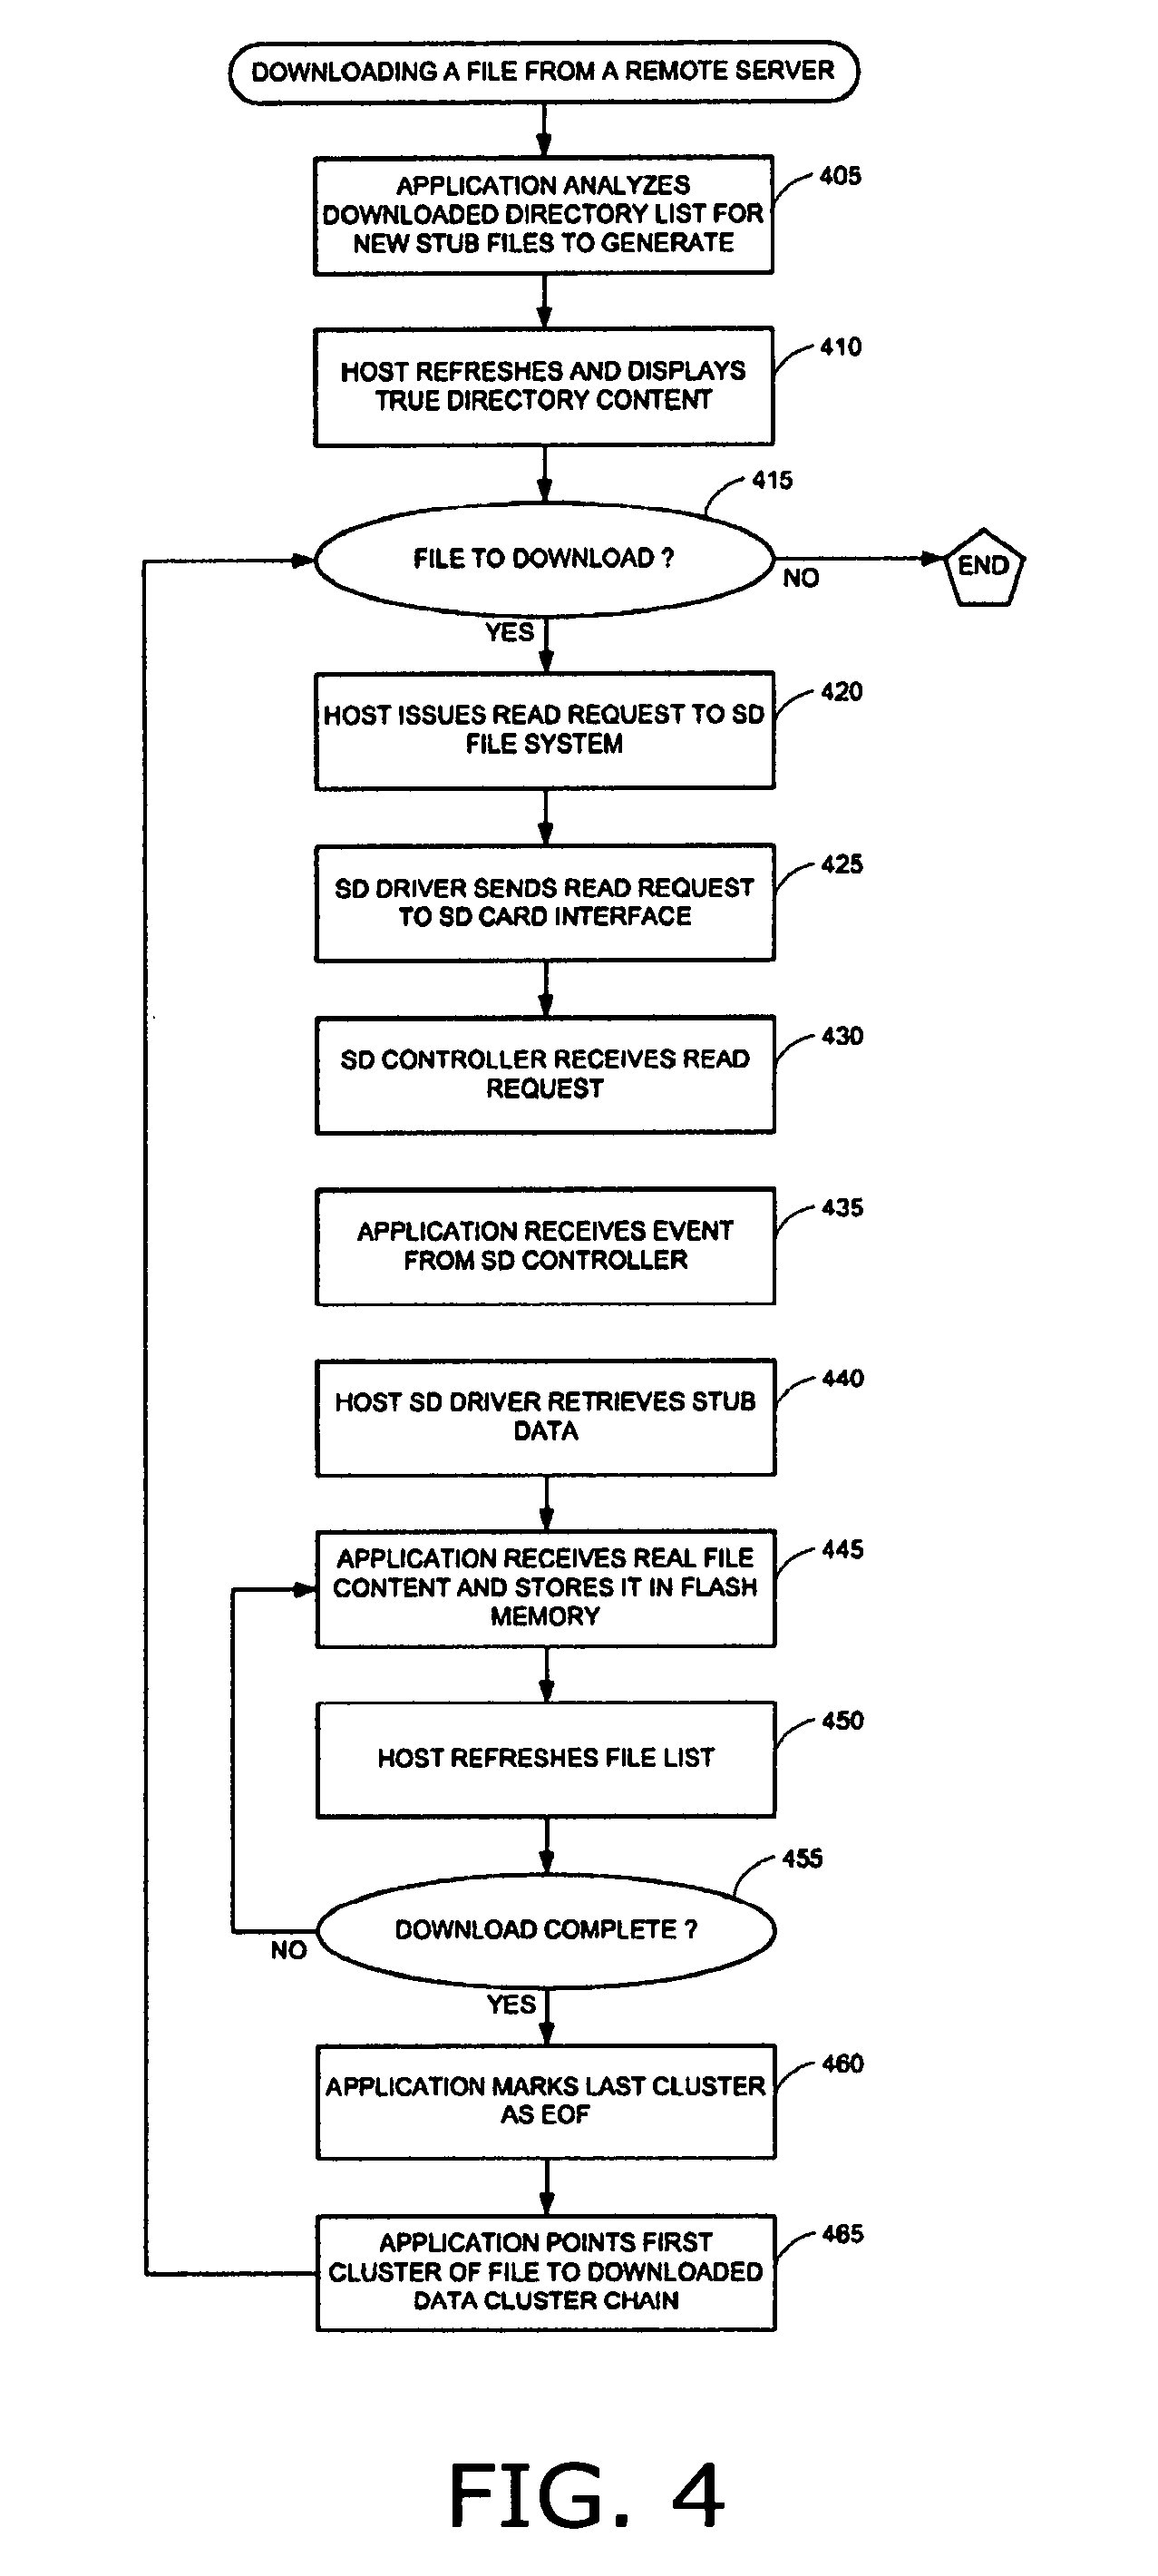 DOWNLOADING A FILE FROM A REMOTE SERVER
405
APPLICATION ANALYZES
DOWNLOADED DIRECTORY LIST FOR
NEW STUB FILES TO GENERATE
410
HOST REFRESHES AND DISPLAYS
TRUE DIRECTORY CONTENT
415
FILE TO DOWNLOAD ?
NO
END
YES
420
HOST ISSUES READ REQUEST TO SD
FILE SYSTEM
425
SD DRIVER SENDS READ REQUEST
TO SD CARD INTERFACE
430
SD CONTROLLER RECEIVES READ
REQUEST
435
APPLICATION RECEIVES EVENT
FROM SD CONTROLLER
440
HOST SD DRIVER RETRIEVES STUB
DATA
445
APPLICATION RECEIVES REAL FILE
CONTENT AND STORES IT IN FLASH
MEMORY
450
HOST REFRESHES FILE LIST
455
DOWNLOAD COMPLETE ?
NO
YES
460
APPLICATION MARKS LAST CLUSTER
AS EOF
465
APPLICATION POINTS FIRST
CLUSTER OF FILE TO DOWNLOADED
DATA CLUSTER CHAIN
FIG. 4